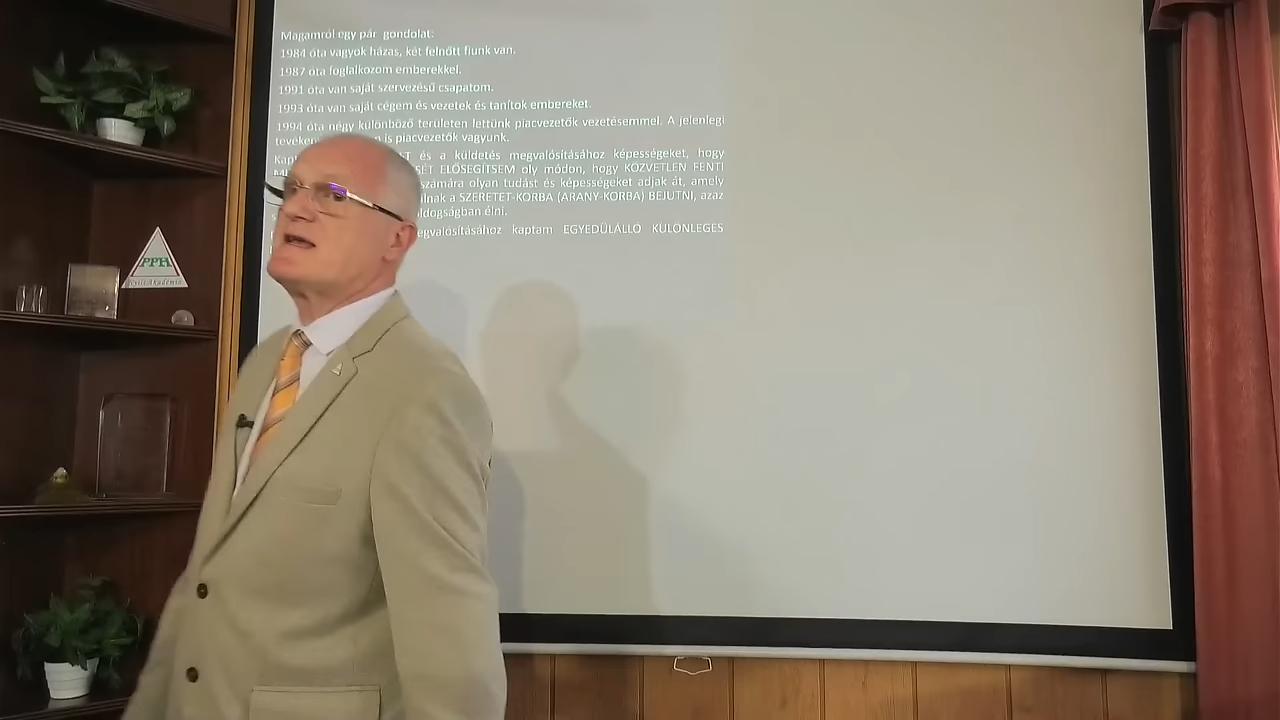 Magamról egy pár gondolat:
1984 óta vagyok házas, két felnőtt fiunk van.
1987 óta foglalkozom emberekkel.
1991 óta van saját szervezésű csapatom.
1993 óta van saját cégem és vezetek és tanítok embereket.
1994 óta négy különböző területen lettünk piacvezetők vezetésemmel. A jelenlegi
is piacvezetők vagyunk.
és a küldetés megvalósításához képességeket, hogy
ELŐSEGÍTSEM oly módon, hogy KÖZVETLEN FENTI
számára olyan tudást és képességeket adjak át, amely
a SZERETET-KORBA (ARANY-KORBA) BEJUTNI, azaz
élni.
kaptam EGYEDÜLÁLLÓ KÜLÖNLEGES
PPH